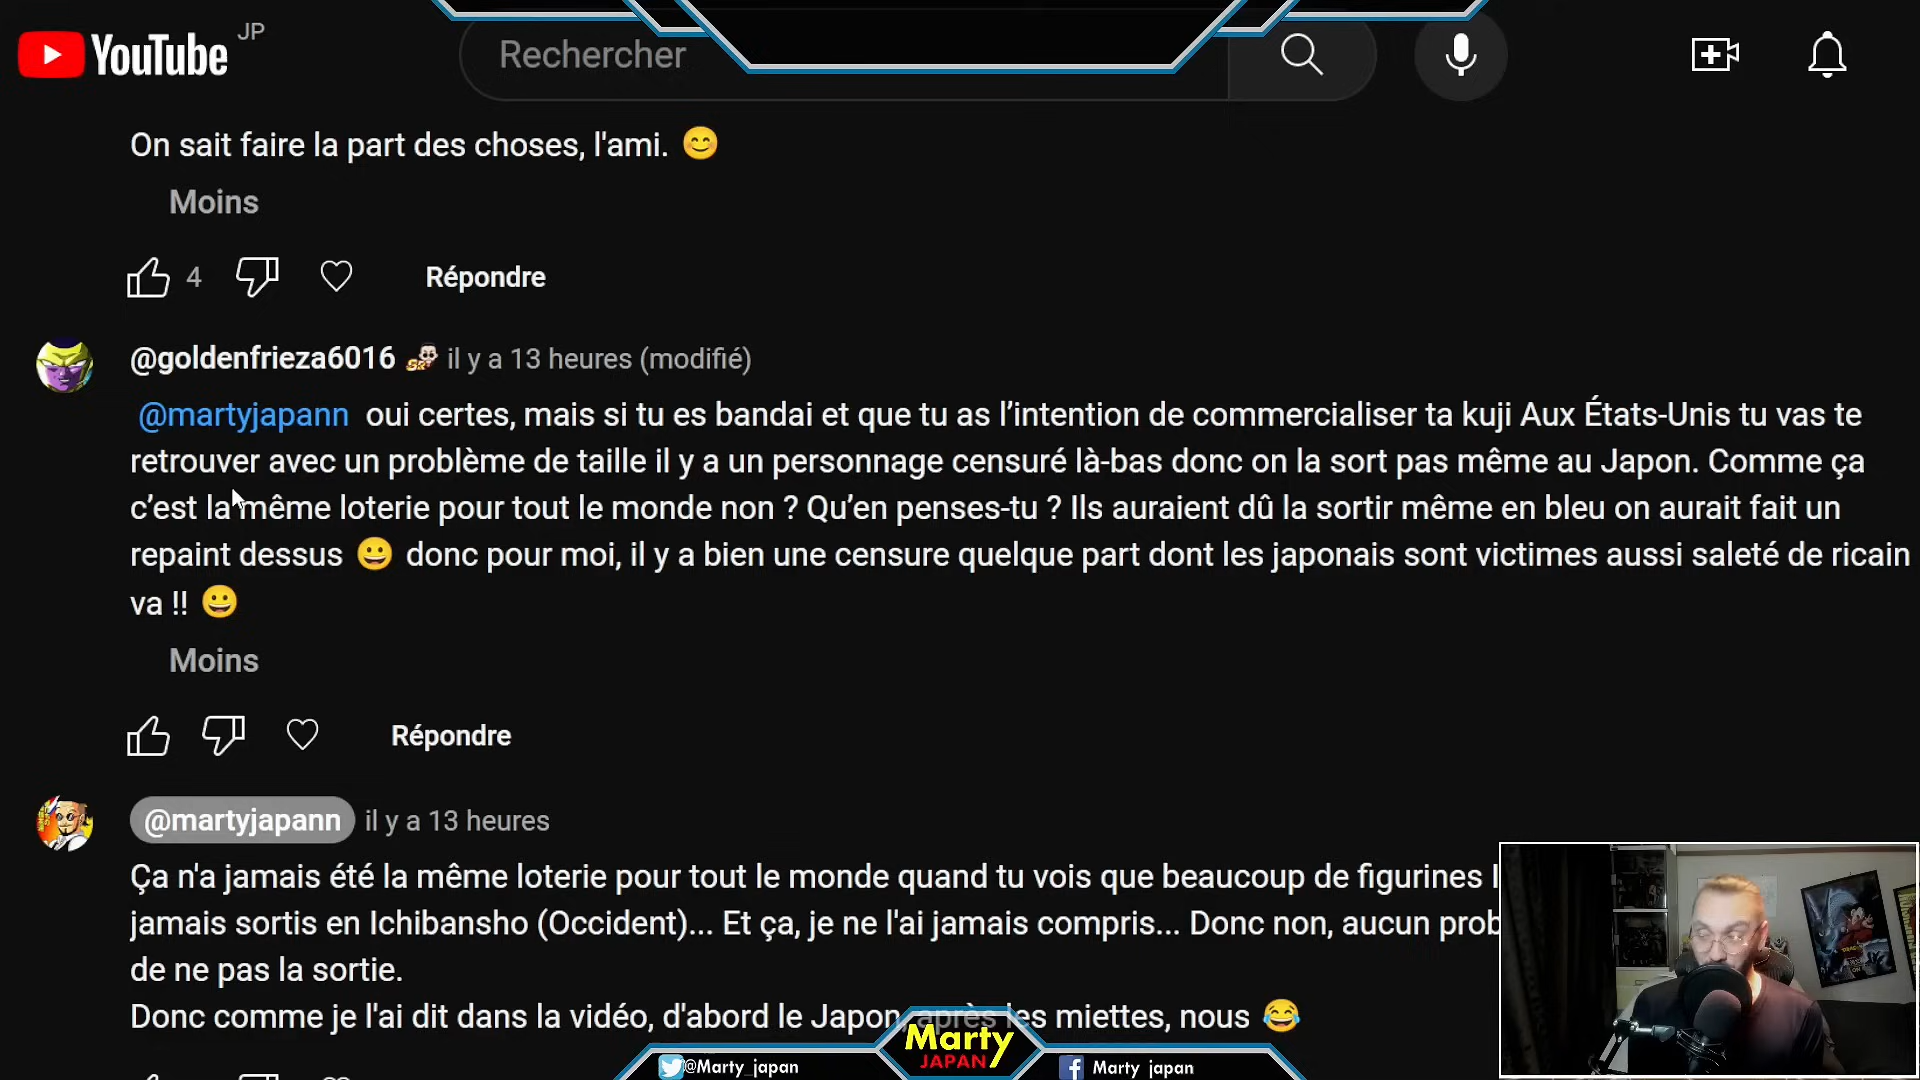 YouTube JP
Rechercher
On sait faire la part des choses, l'ami. 😊
Moins
4 Répondre
@goldenfrieza6016 il y a 13 heures (modifié)
@martyjapann oui certes, mais si tu es bandai et que tu as l’intention de commercialiser ta kuji Aux États-Unis tu vas te
retrouver avec un problème de taille il y a un personnage censuré là-bas donc on la sort pas même au Japon. Comme ça
c’est la même loterie pour tout le monde non ? Qu’en penses-tu ? Ils auraient dû la sortir même en bleu on aurait fait un
repaint dessus 😀 donc pour moi, il y a bien une censure quelque part dont les japonais sont victimes aussi saleté de ricain
va !! 😀
Moins
Répondre
@martyjapann il y a 13 heures
Ça n'a jamais été la même loterie pour tout le monde quand tu vois que beaucoup de figurines
jamais sortis en Ichibansho (Occident)... Et ça, je ne l'ai jamais compris... Donc non, aucun prob
de ne pas la sortie.
Donc comme je l'ai dit dans la vidéo, d'abord le Japon, après les miettes, nous 😂
Marty
JAPAN
@Marty_japan
Marty japan